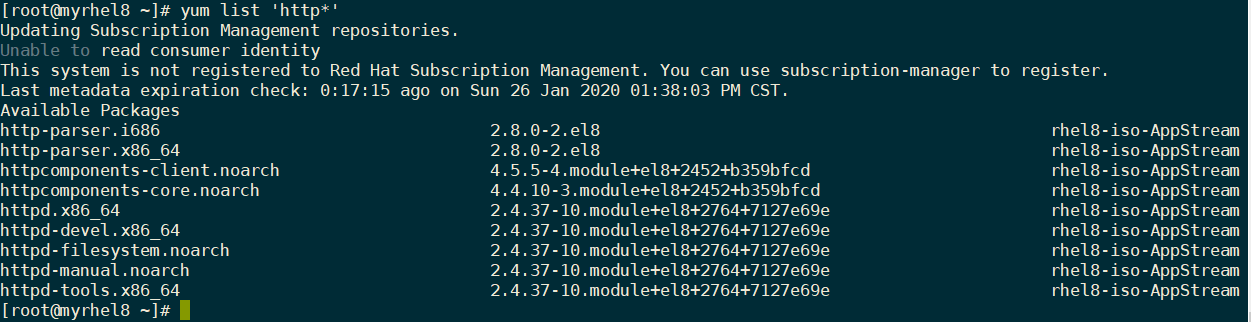 [root@myrhel8 ~]# yum list 'http*'
Updating Subscription Management repositories.
Unable to read consumer identity
This system is not registered to Red Hat Subscription Management. You can use subscription-manager to register.
Last metadata expiration check: 0:17:15 ago on Sun 26 Jan 2020 01:38:03 PM CST.
Available Packages
http-parser.i686 2.8.0-2.el8 rhel8-iso-AppStream
http-parser.x86_64 2.8.0-2.el8 rhel8-iso-AppStream
httpcomponents-client.noarch 4.5.5-4.module+el8+2452+b359bfcd rhel8-iso-AppStream
httpcomponents-core.noarch 4.4.10-3.module+el8+2452+b359bfcd rhel8-iso-AppStream
httpd.x86_64 2.4.37-10.module+el8+2764+7127e69e rhel8-iso-AppStream
httpd-devel.x86_64 2.4.37-10.module+el8+2764+7127e69e rhel8-iso-AppStream
httpd-filesystem.noarch 2.4.37-10.module+el8+2764+7127e69e rhel8-iso-AppStream
httpd-manual.noarch 2.4.37-10.module+el8+2764+7127e69e rhel8-iso-AppStream
httpd-tools.x86_64 2.4.37-10.module+el8+2764+7127e69e rhel8-iso-AppStream
[root@myrhel8 ~]#